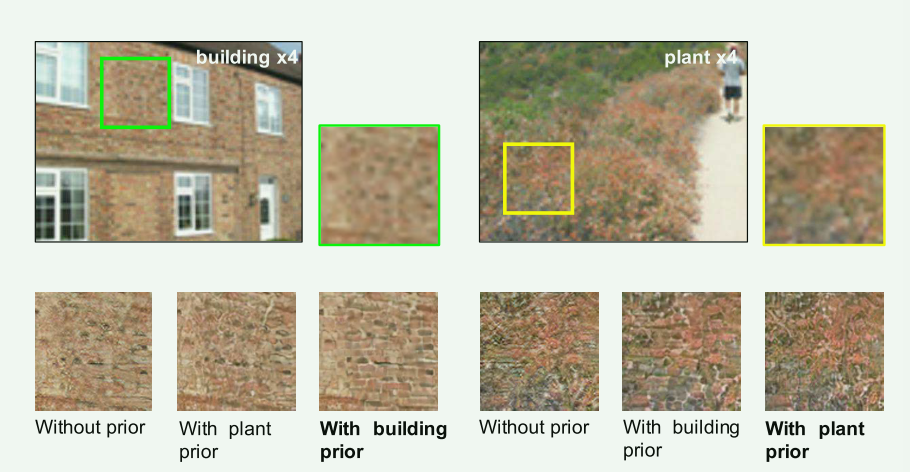 building x4
plant x4
Without prior
With plant
prior
With building
prior
Without prior
With building
prior
With plant
prior